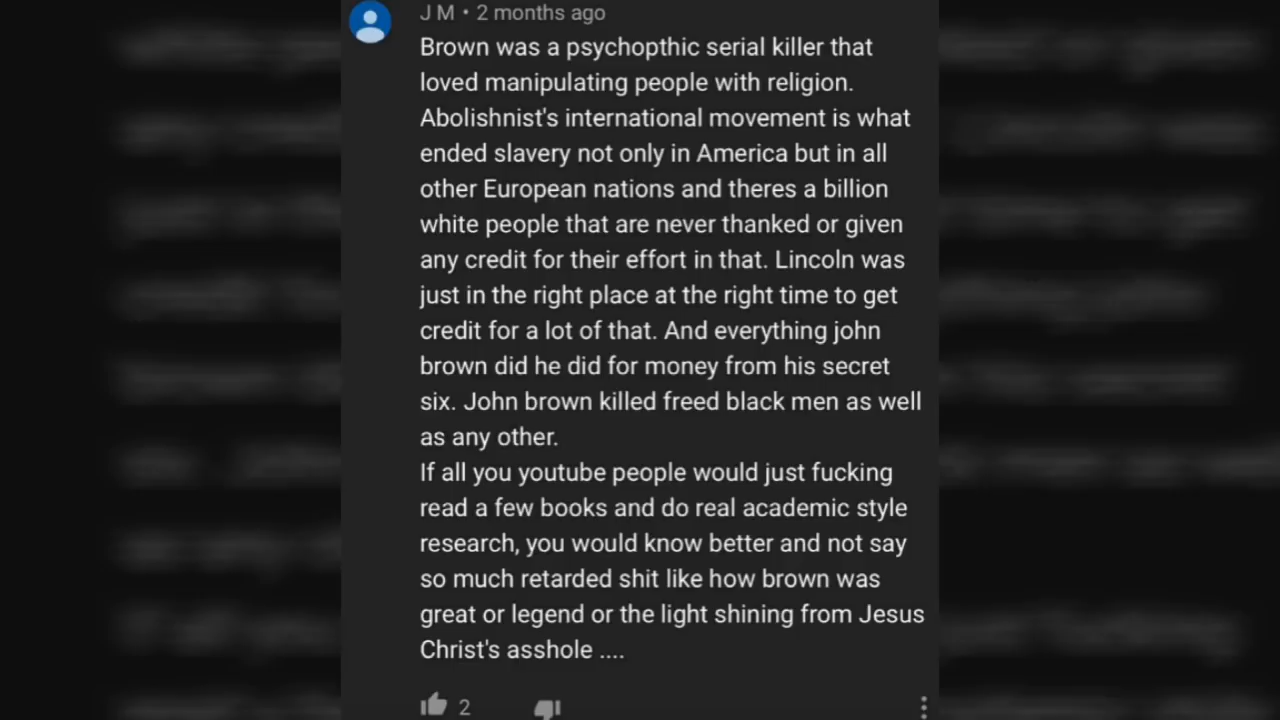 J M • 2 months ago
Brown was a psychopthic serial killer that
loved manipulating people with religion.
Abolishnist's international movement is what
ended slavery not only in America but in all
other European nations and theres a billion
white people that are never thanked or given
any credit for their effort in that. Lincoln was
just in the right place at the right time to get
credit for a lot of that. And everything john
brown did he did for money from his secret
six. John brown killed freed black men as well
as any other.
If all you youtube people would just fucking
read a few books and do real academic style
research, you would know better and not say
so much retarded shit like how brown was
great or legend or the light shining from Jesus
Christ's asshole ....
2